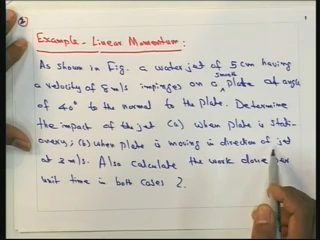 2
1
Example - Linear Momentum :
As shown in Fig. a water jet of 5 cm having
a velocity of 8 m/s impinges on a smooth plate at angle
of 40° to the normal to the plate. Determine
the impact of the jet (a) when plate is stati-
onery; (b) when plate is moving in direction of jet
at 2 m/s. Also calculate the work done per
unit time in both cases ?